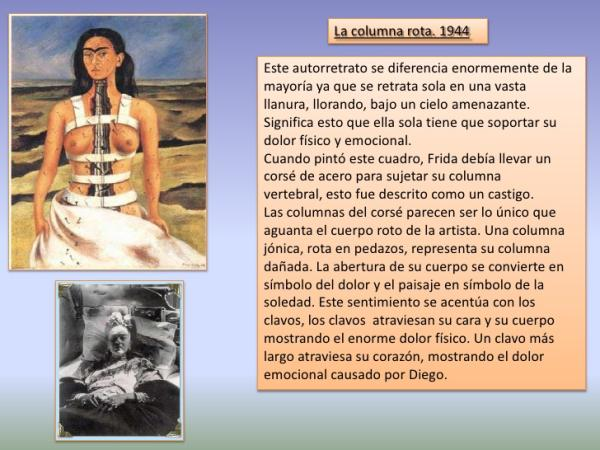 La columna rota. 1944
Este autorretrato se diferencia enormemente de la
mayoría ya que se retrata sola en una vasta
llanura, llorando, bajo un cielo amenazante.
Significa esto que ella sola tiene que soportar su
dolor físico y emocional.
Cuando pintó este cuadro, Frida debía llevar un
corsé de acero para sujetar su columna
vertebral, esto fue descrito como un castigo.
Las columnas del corsé parecen ser lo único que
aguanta el cuerpo roto de la artista. Una columna
jónica, rota en pedazos, representa su columna
dañada. La abertura de su cuerpo se convierte en
símbolo del dolor y el paisaje en símbolo de la
soledad. Este sentimiento se acentúa con los
clavos, los clavos  atraviesan su cara y su cuerpo
mostrando el enorme dolor físico. Un clavo más
largo atraviesa su corazón, mostrando el dolor
emocional causado por Diego.